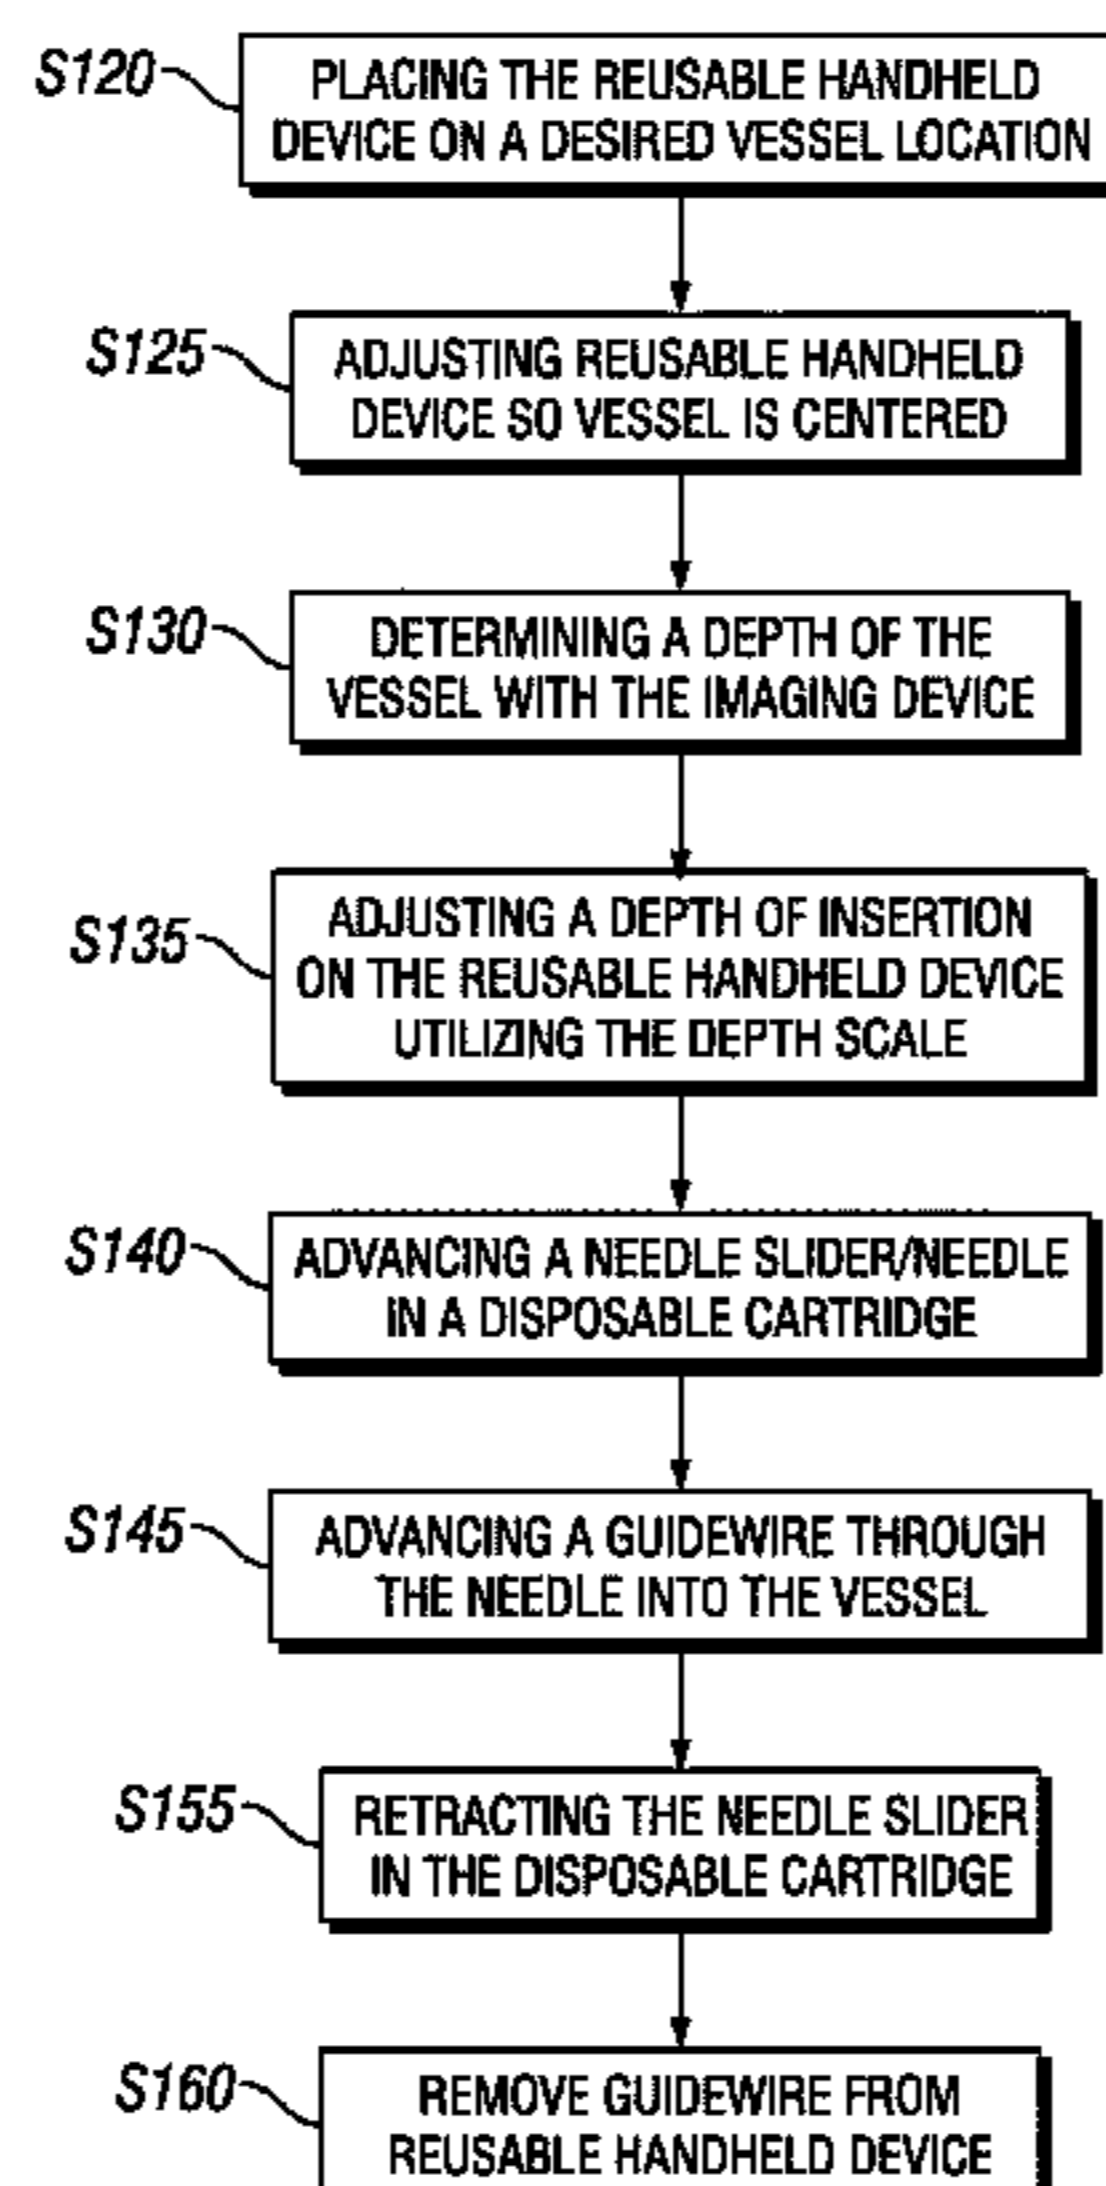 S120
PLACING THE REUSABLE HANDHELD
DEVICE ON A DESIRED VESSEL LOCATION
S125
ADJUSTING REUSABLE HANDHELD
DEVICE SO VESSEL IS CENTERED
S130
DETERMINING A DEPTH OF THE
VESSEL WITH THE IMAGING DEVICE
S135
ADJUSTING A DEPTH OF INSERTION
ON THE REUSABLE HANDHELD DEVICE
UTILIZING THE DEPTH SCALE
S140
ADVANCING A NEEDLE SLIDER/NEEDLE
IN A DISPOSABLE CARTRIDGE
S145
ADVANCING A GUIDEWIRE THROUGH
THE NEEDLE INTO THE VESSEL
S155
RETRACTING THE NEEDLE SLIDER
IN THE DISPOSABLE CARTRIDGE
S160
REMOVE GUIDEWIRE FROM
REUSABLE HANDHELD DEVICE